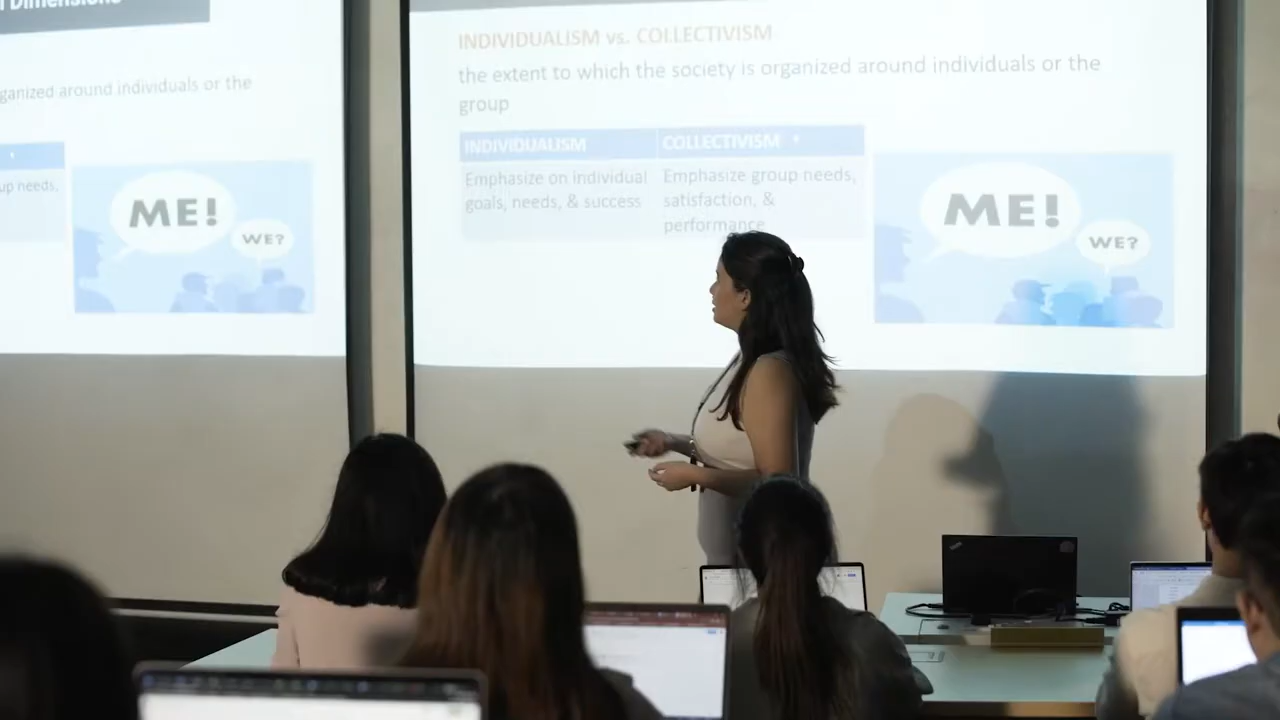 Dimensions
ganized around individuals or the
up needs,
ME!
WE?
INDIVIDUALISM vs. COLLECTIVISM
the extent to which the society is organized around individuals or the
group
INDIVIDUALISM
COLLECTIVISM
Emphasize on individual
goals, needs, & success
Emphasize group needs,
satisfaction, &
performance
ME!
WE?